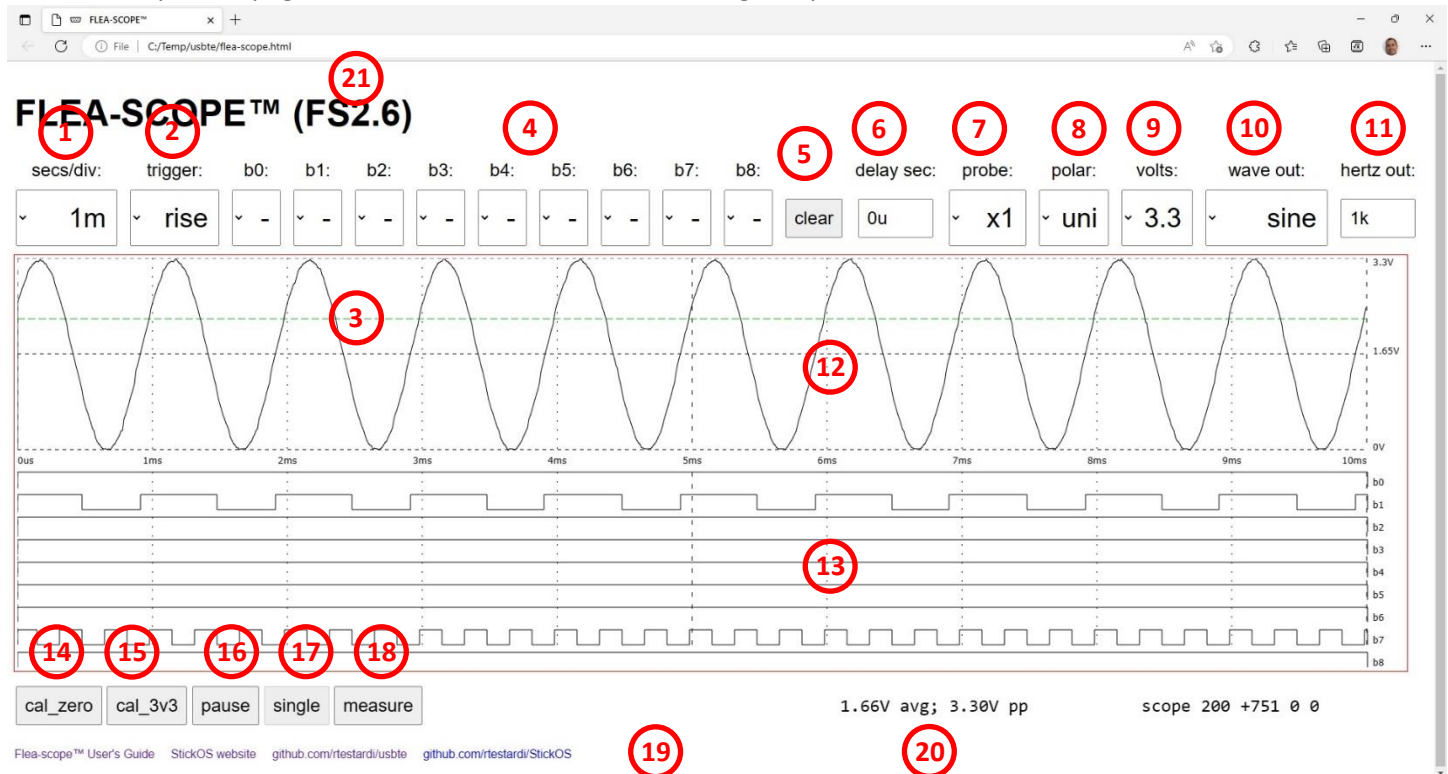 FLEA-SCOPE™
File | C:/Temp/usbte/flea-scope.html
21
FLEA-SCOPE™ (FS2.6)
1 2 4 5 6 7 8 9 10 11
secs/div: trigger: b0: b1: b2: b3: b4: b5: b6: b7: b8: delay sec: probe: polar: volts: wave out: hertz out:
1m rise - - - - - - - - - clear 0u x1 uni 3.3 sine 1k
3.3V
3
1.65V
12
0V
0us 1ms 2ms 3ms 4ms 5ms 6ms 7ms 8ms 9ms 10ms
b0
b1
b2
b3
13
b4
b5
b6
b7
14 15 16 17 18
b8
cal_zero cal_3v3 pause single measure 1.66V avg; 3.30V pp scope 200 +751 0 0
Flea-scope™ User's Guide StickOS website github.com/rtestardi/usbte github.com/rtestardi/StickOS
19 20